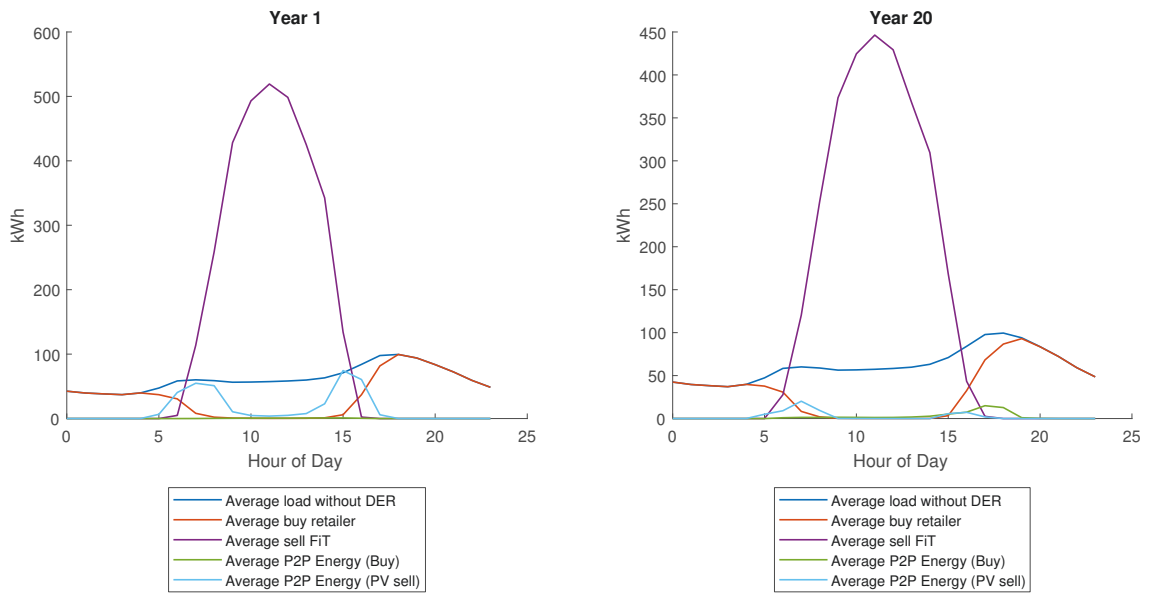 Year 1
600
500
400
300
200
100
0
kWh
0 5 10 15 20 25
Hour of Day
Average load without DER
Average buy retailer
Average sell FiT
Average P2P Energy (Buy)
Average P2P Energy (PV sell)
Year 20
450
400
350
300
250
200
150
100
50
0
kWh
0 5 10 15 20 25
Hour of Day
Average load without DER
Average buy retailer
Average sell FiT
Average P2P Energy (Buy)
Average P2P Energy (PV sell)